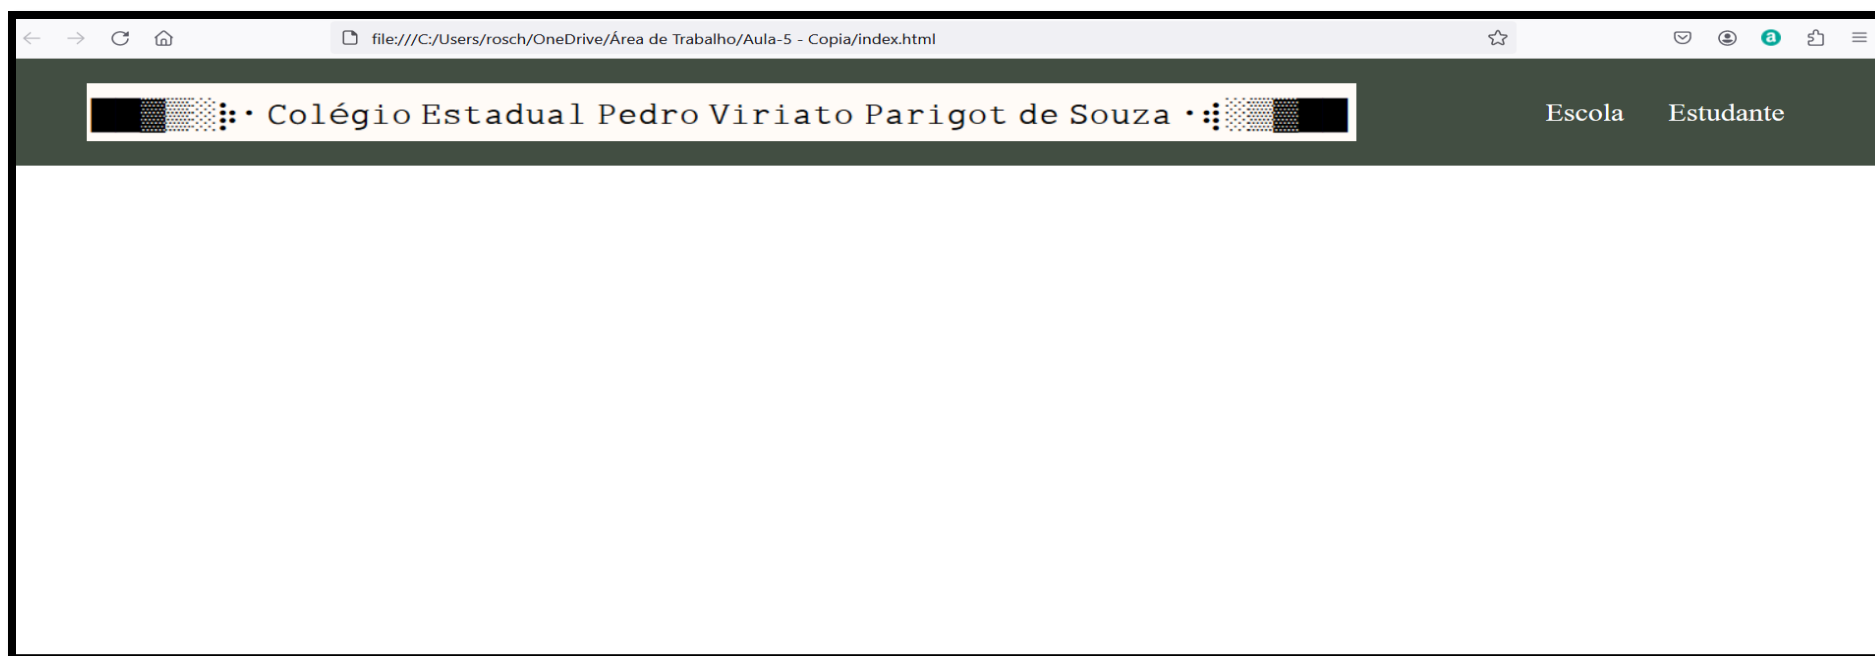 file:///C:/Users/rosch/OneDrive/Área de Trabalho/Aula-5 - Copia/index.html
a
███▓▒░⡷⠂Colégio Estadual Pedro Viriato Parigot de Souza⠐⢾░▒▓███
Escola Estudante